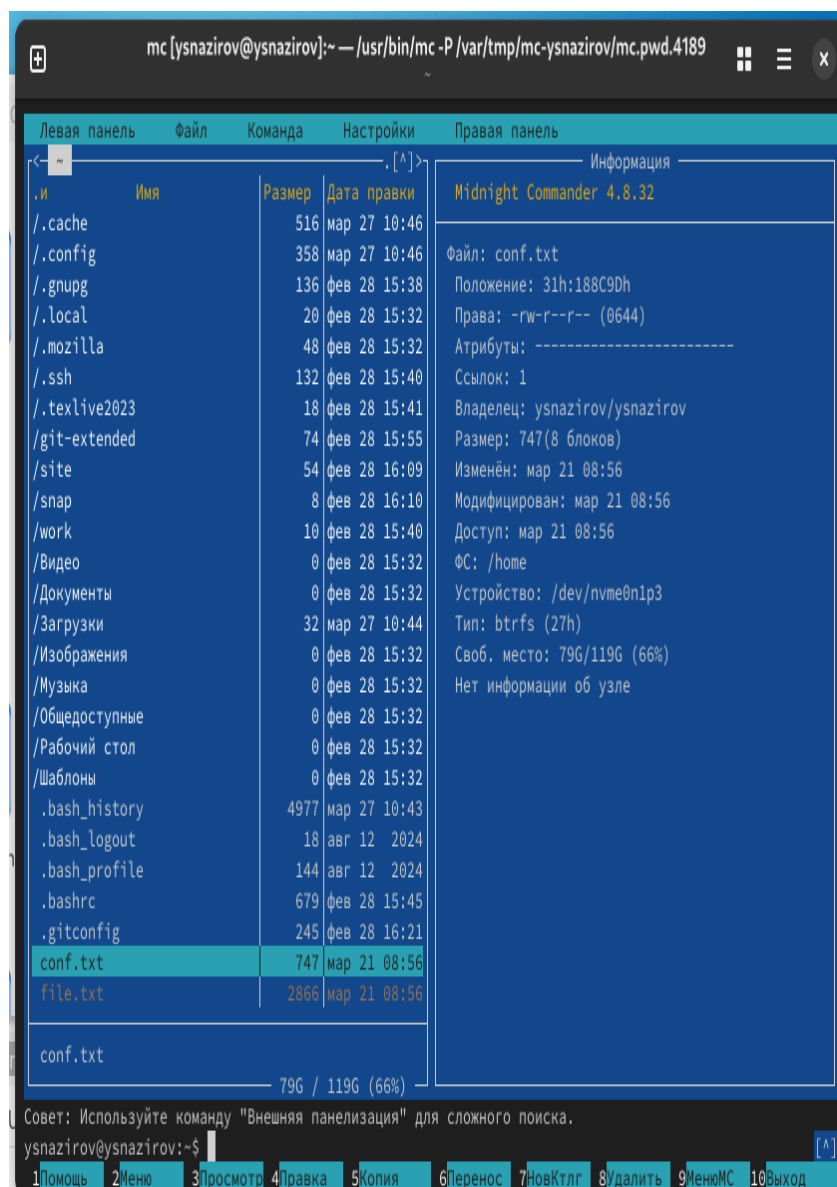 mc [ysnazirov@ysnazirov]:~ — /usr/bin/mc -P /var/tmp/mc-ysnazirov/mc.pwd.4189
~
Левая панель Файл Команда Настройки Правая панель
<— ~ .[^]>
.и Имя Размер Дата правки
/.cache 516 мар 27 10:46
/.config 358 мар 27 10:46
/.gnupg 136 фев 28 15:38
/.local 20 фев 28 15:32
/.mozilla 48 фев 28 15:32
/.ssh 132 фев 28 15:40
/.texlive2023 18 фев 28 15:41
/git-extended 74 фев 28 15:55
/site 54 фев 28 16:09
/snap 8 фев 28 16:10
/work 10 фев 28 15:40
/Видео 0 фев 28 15:32
/Документы 0 фев 28 15:32
/Загрузки 32 мар 27 10:44
/Изображения 0 фев 28 15:32
/Музыка 0 фев 28 15:32
/Общедоступные 0 фев 28 15:32
/Рабочий стол 0 фев 28 15:32
/Шаблоны 0 фев 28 15:32
.bash_history 4977 мар 27 10:43
.bash_logout 18 авг 12 2024
.bash_profile 144 авг 12 2024
.bashrc 679 фев 28 15:45
.gitconfig 245 фев 28 16:21
conf.txt 747 мар 21 08:56
file.txt 2866 мар 21 08:56
conf.txt
79G / 119G (66%)
Информация
Midnight Commander 4.8.32
Файл: conf.txt
Положение: 31h:188C9Dh
Права: -rw-r--r-- (0644)
Атрибуты: -------------------------
Ссылок: 1
Владелец: ysnazirov/ysnazirov
Размер: 747(8 блоков)
Изменён: мар 21 08:56
Модифицирован: мар 21 08:56
Доступ: мар 21 08:56
ФС: /home
Устройство: /dev/nvme0n1p3
Тип: btrfs (27h)
Своб. место: 79G/119G (66%)
Нет информации об узле
Совет: Используйте команду "Внешняя панелизация" для сложного поиска.
ysnazirov@ysnazirov:~$ [^]
1Помощь 2Меню 3Просмотр 4Правка 5Копия 6Перенос 7НовКтлг 8Удалить 9МенюMC 10Выход